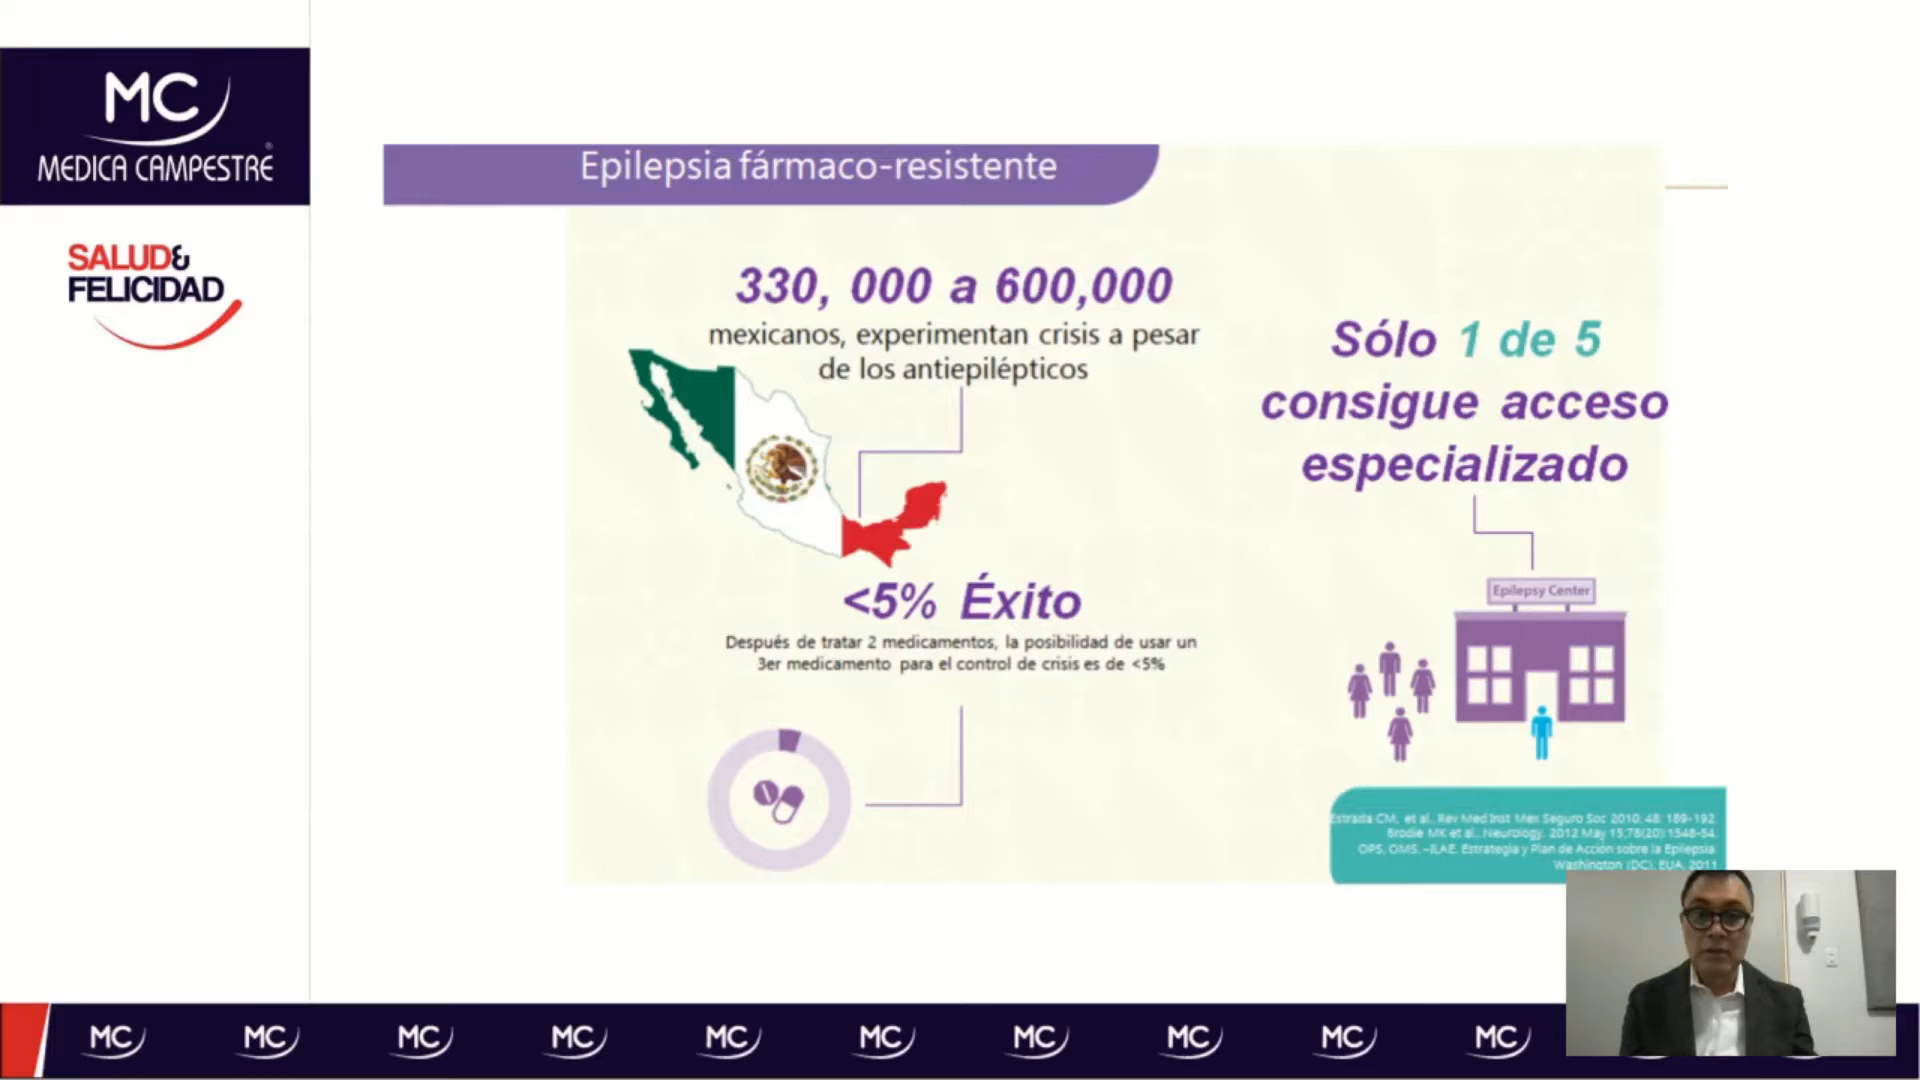 MC
MEDICA CAMPESTRE®
SALUD&
FELICIDAD
Epilepsia fármaco-resistente
330, 000 a 600,000
mexicanos, experimentan crisis a pesar
de los antiepilépticos
Sólo 1 de 5
consigue acceso
especializado
<5% Éxito
Después de tratar 2 medicamentos, la posibilidad de usar un
3er medicamento para el control de crisis es de <5%
Epilepsy Center
Estrada CM, et al., Rev Med Inst Mex Seguro Soc 2010; 48: 189-192
Brodie MK et al., Neurology. 2012 May 15;78(20):1548-54.
OPS, OMS. –ILAE. Estrategia y Plan de Acción sobre la Epilepsia.
Washington (DC), EUA, 2011
MC MC MC MC MC MC MC MC MC MC